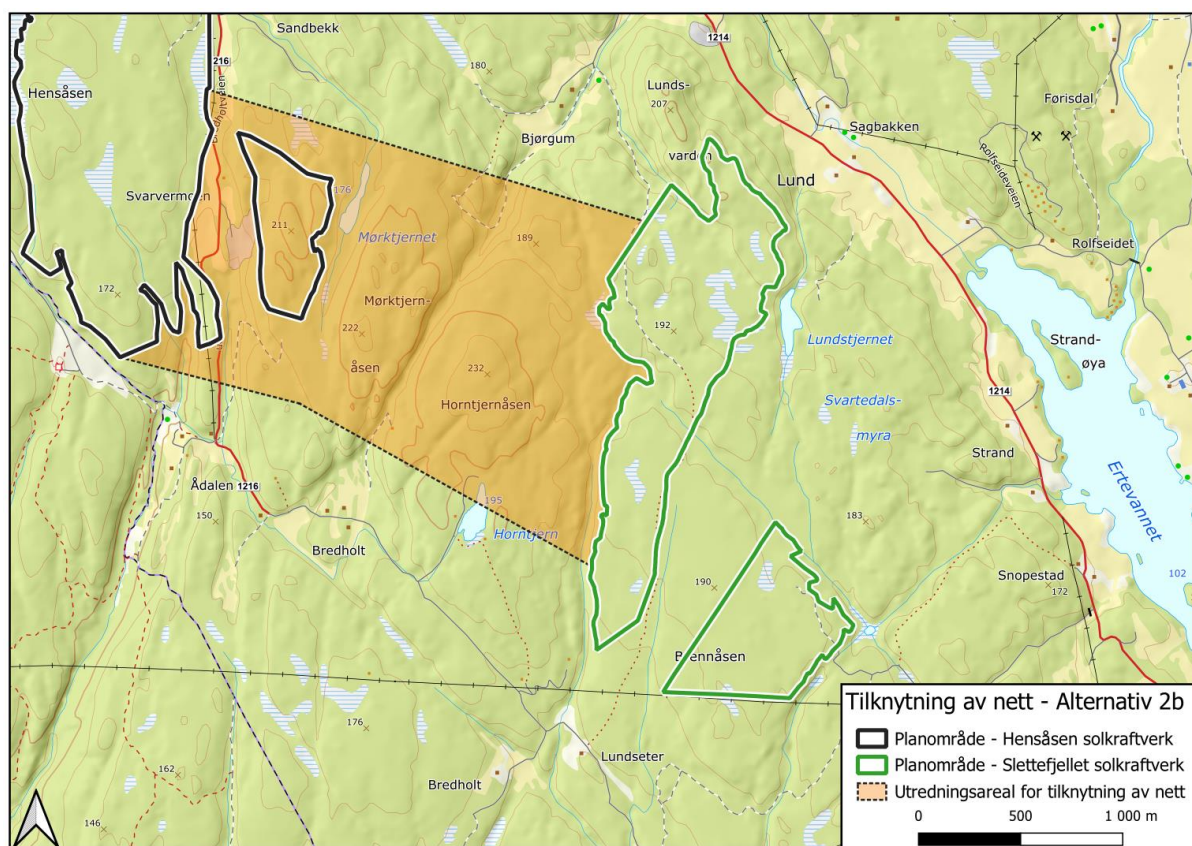 Sandbekk
1214
216
180
Lunds-
207
Hensåsen
Førisdal
Bjørgum
Sagbakken
varden
Rolfseideveien
Svarvermoen
176
Lund
211
Mørktjernet
189
Rolfseidet
172
Mørktjern-
192
222
Lundstjernet
Strand-
øya
åsen
232
1214
Horntjernåsen
Svartedals-
myra
Strand
Ertevannet
Ådalen 1216
195
150
Horntjern
183
Bredholt
190
Snopestad
172
102
Brennåsen
176
Lundseter
162
Bredholt
146
Tilknytning av nett - Alternativ 2b
Planområde - Hensåsen solkraftverk
Planområde - Slettefjellet solkraftverk
Utredningsareal for tilknytning av nett
0 500 1 000 m